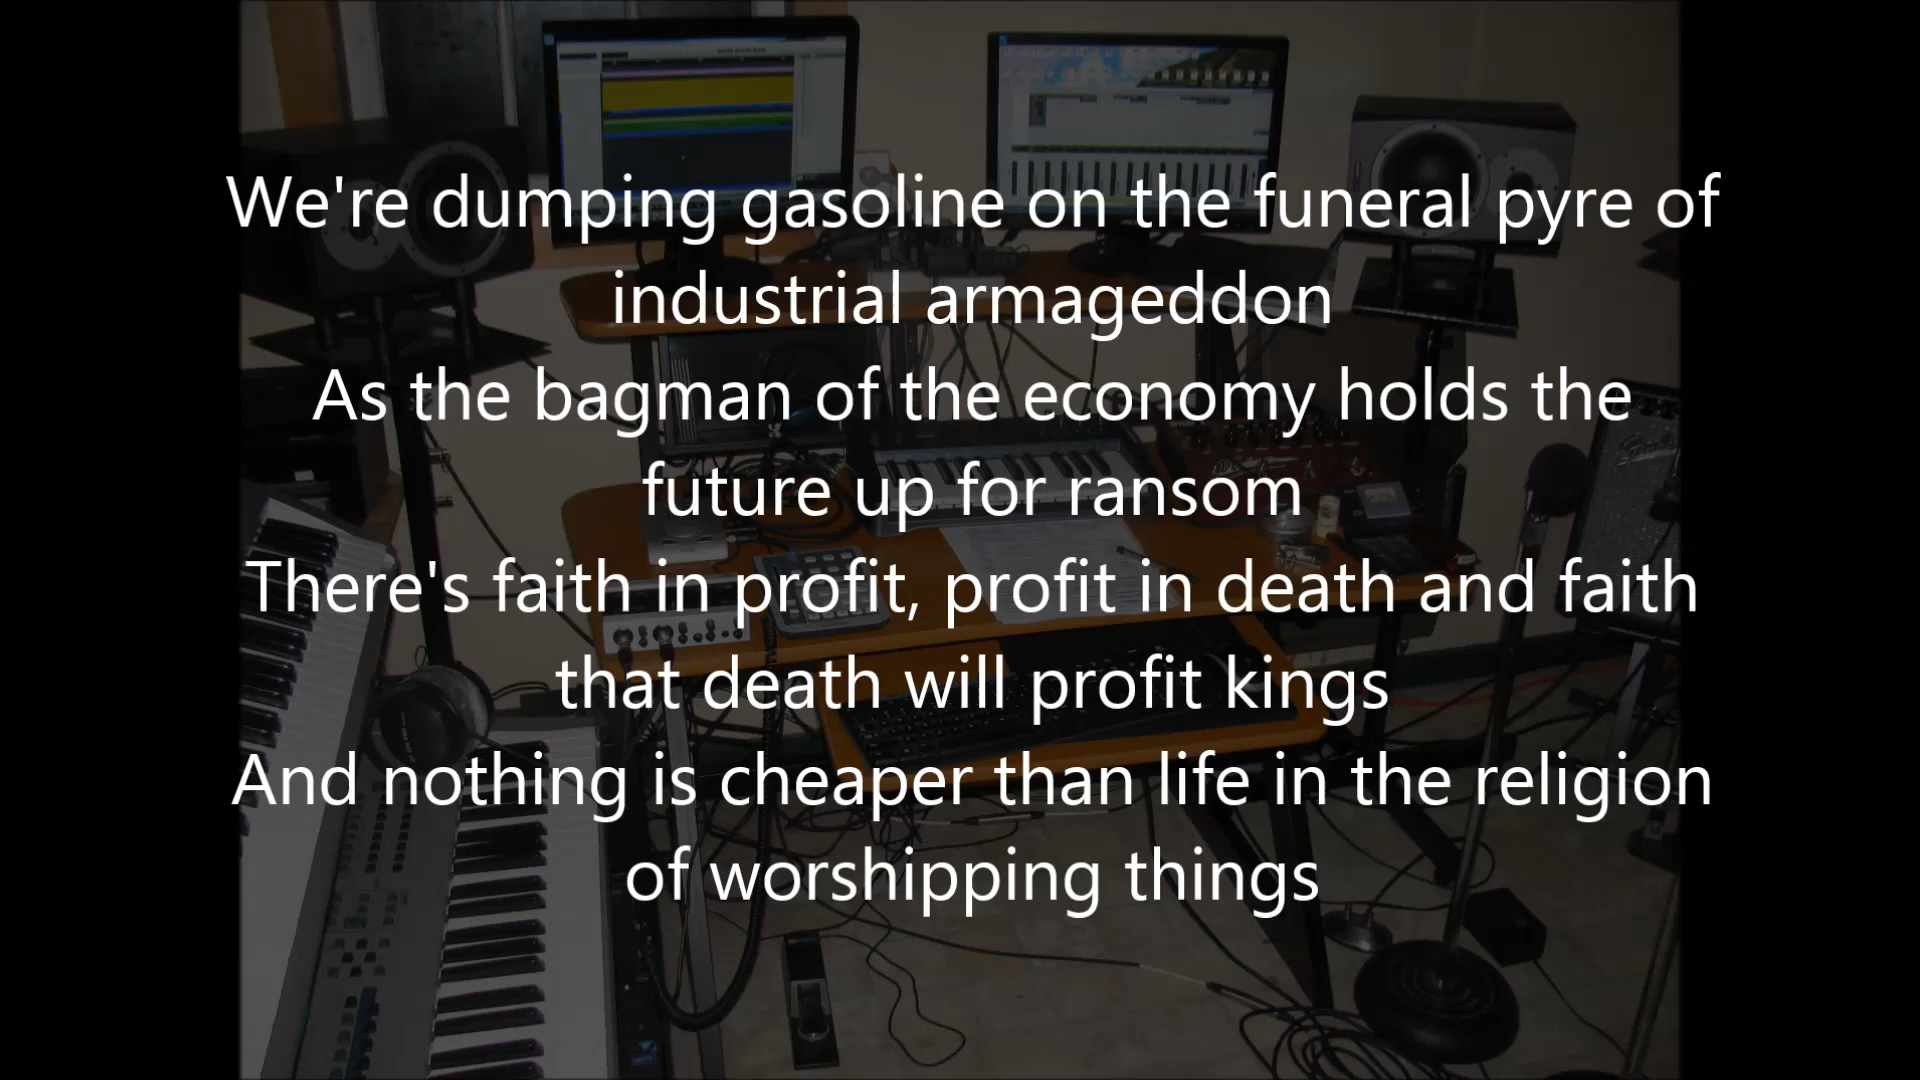 We're dumping gasoline on the funeral pyre of
industrial armageddon
As the bagman of the economy holds the
future up for ransom
There's faith in profit, profit in death and faith
that death will profit kings
And nothing is cheaper than life in the religion
of worshipping things